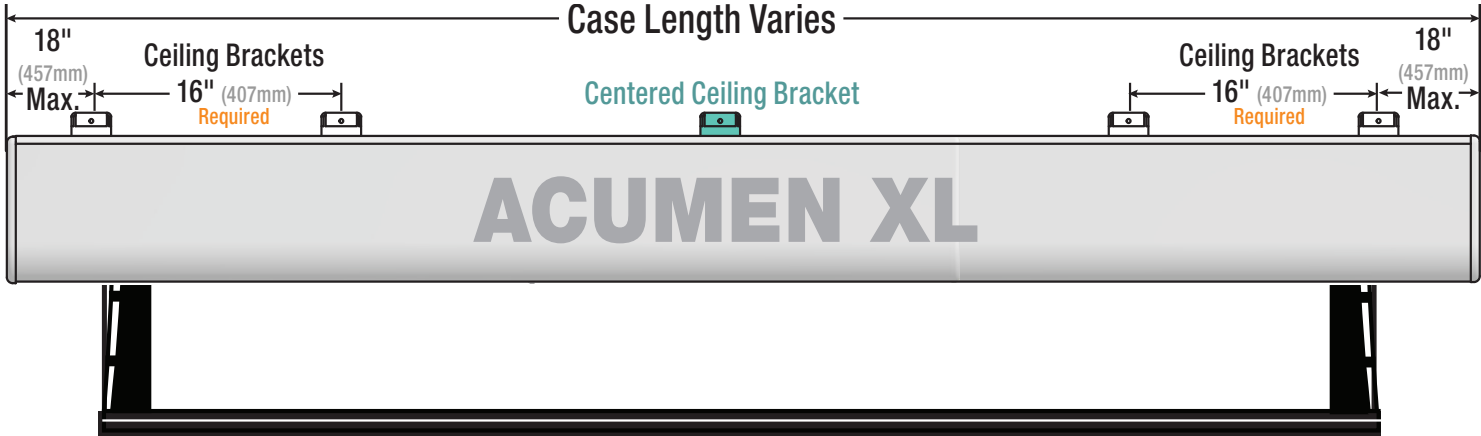 Case Length Varies
18"
(457mm)
Max.
Ceiling Brackets
16" (407mm)
Required
Centered Ceiling Bracket
Ceiling Brackets
16" (407mm)
Required
18"
(457mm)
Max.
ACUMEN XL